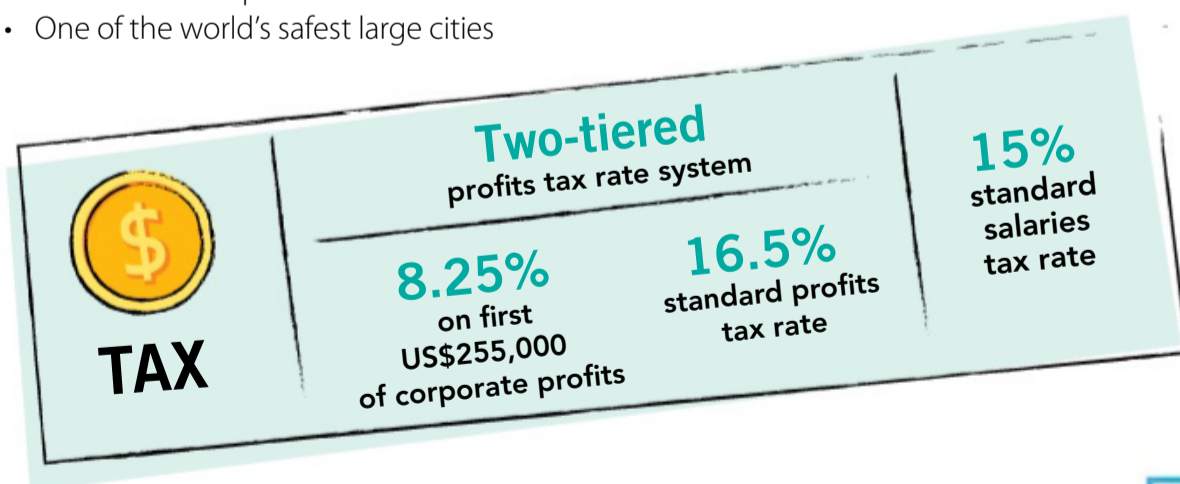 • One of the world's safest large cities
$
TAX
Two-tiered
profits tax rate system
8.25%
on first
US$255,000
of corporate profits
16.5%
standard profits
tax rate
15%
standard
salaries
tax rate